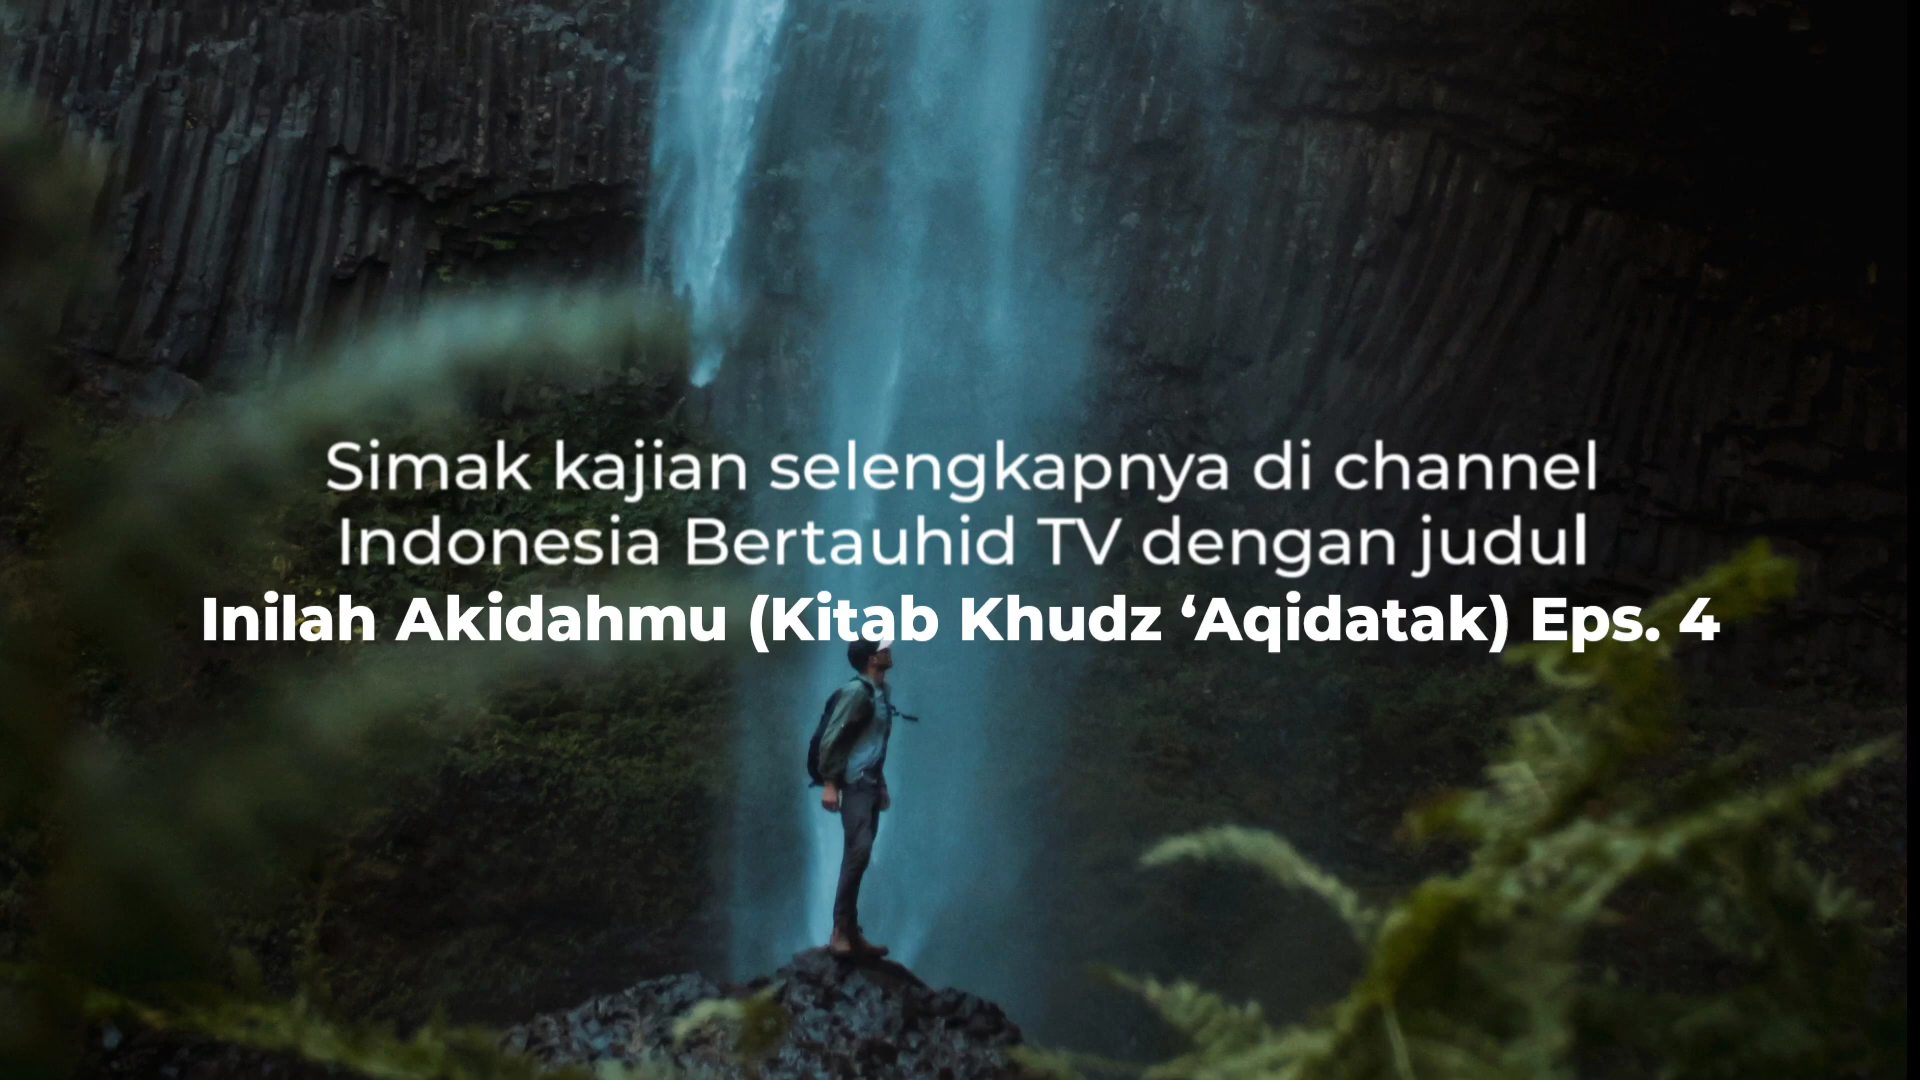 Simak kajian selengkapnya di channel
Indonesia Bertauhid TV dengan judul
Inilah Akidahmu (Kitab Khudz ‘Aqidatak) Eps. 4